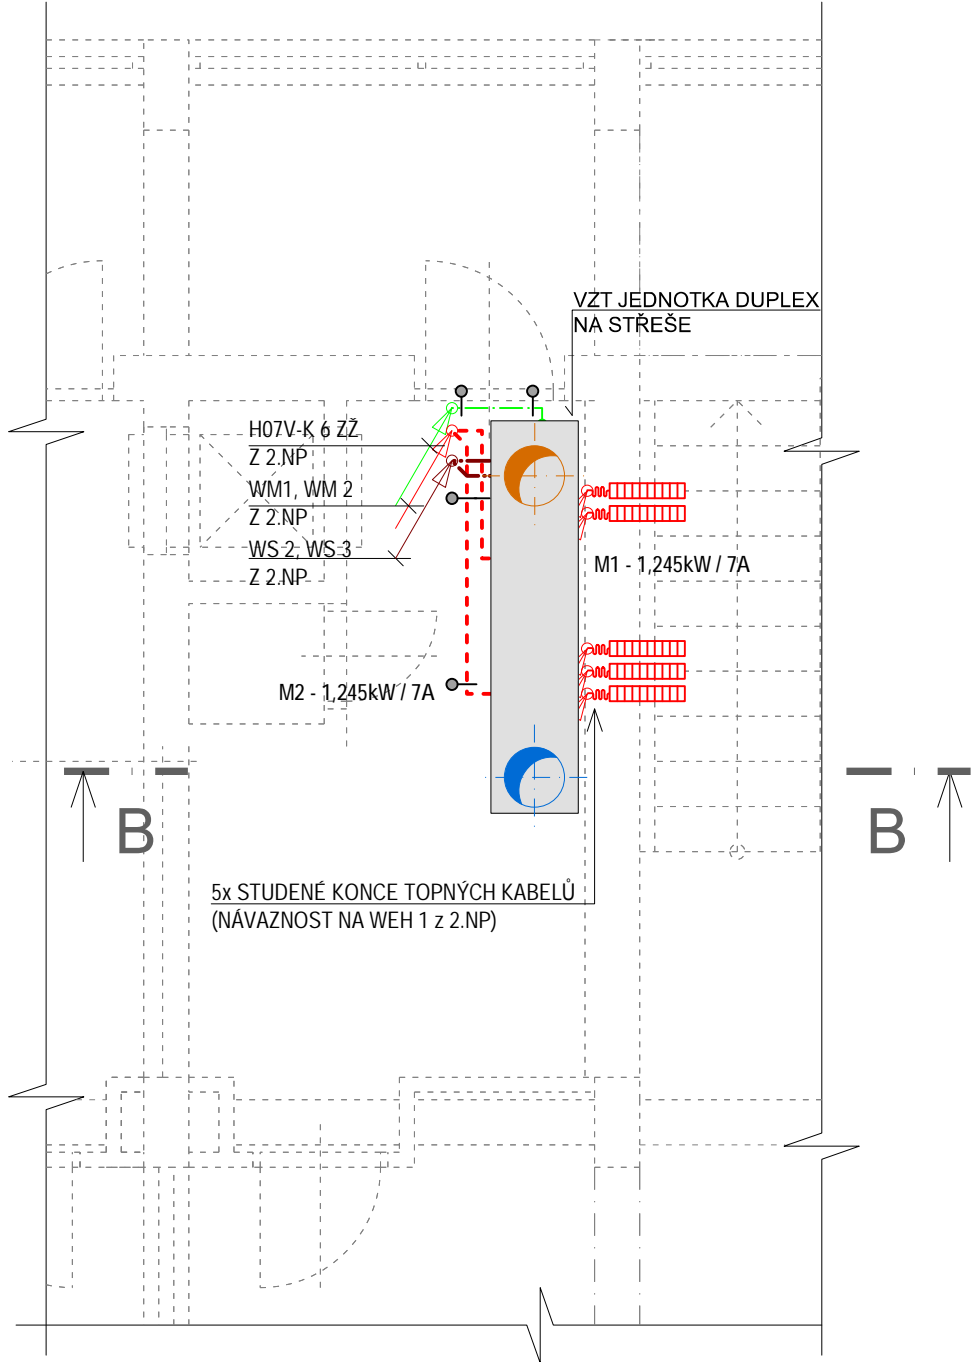 VZT JEDNOTKA DUPLEX
NA STŘEŠE
H07V-K 6 ZŽ
Z 2.NP
WM1, WM 2
Z 2.NP
WS 2, WS 3
Z 2.NP
M1 - 1,245kW / 7A
M2 - 1,245kW / 7A
B
B
5x STUDENÉ KONCE TOPNÝCH KABELŮ
(NÁVAZNOST NA WEH 1 z 2.NP)